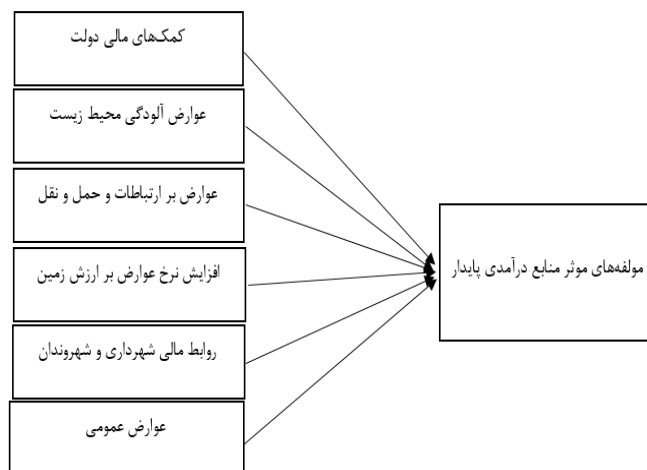 کمک‌های مالی دولت
عوارض آلودگی محیط زیست
عوارض بر ارتباطات و حمل و نقل
افزایش نرخ عوارض بر ارزش زمین
روابط مالی شهرداری و شهروندان
عوارض عمومی
مولفه‌های موثر منابع درآمدی پایدار